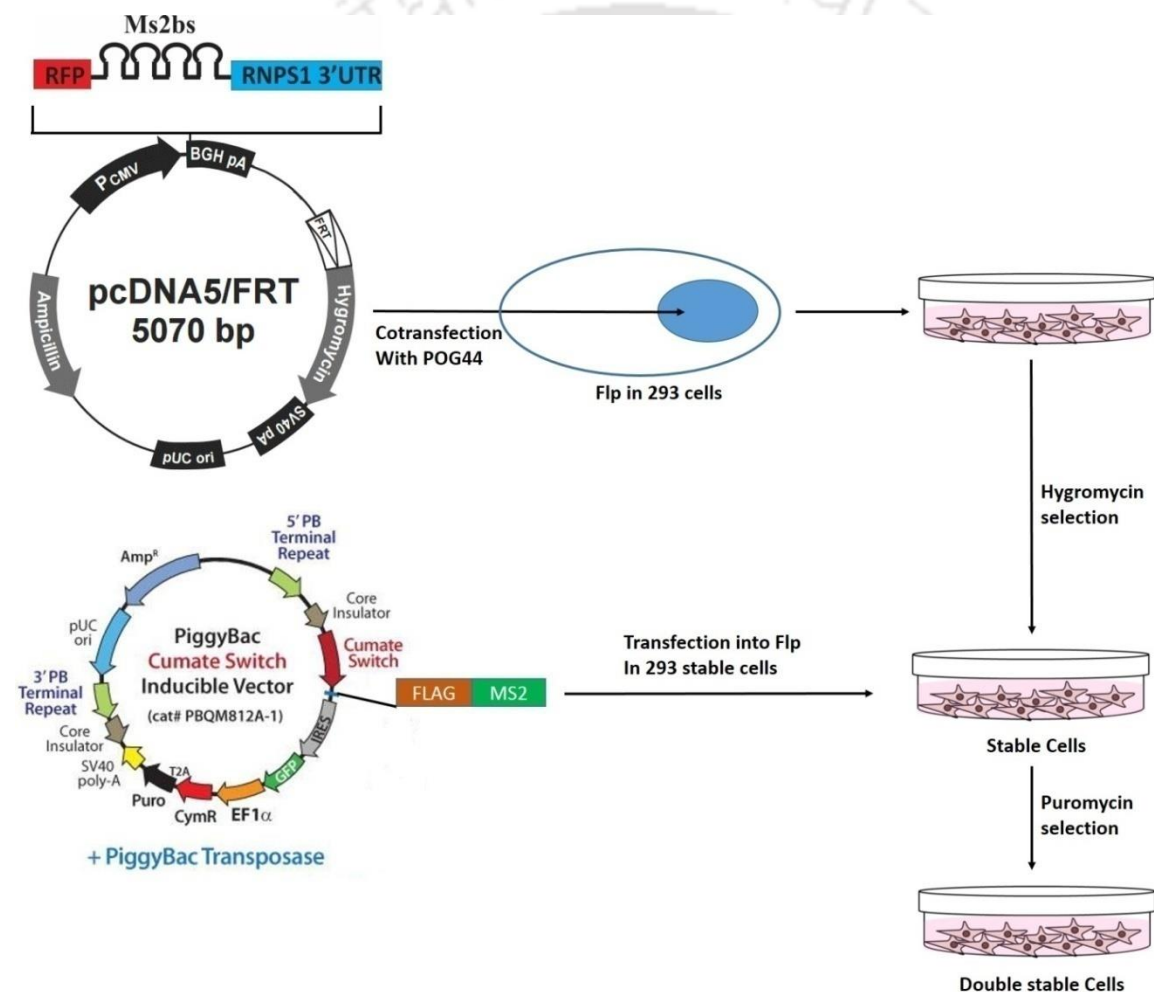 Ms2bs
RFP
RNPS1 3'UTR
PCMV
BGH pA
FRT
Hygromycin
SV40 pA
pUC ori
Ampicillin
pcDNA5/FRT
5070 bp
Cotransfection
With POG44
Flp in 293 cells
Hygromycin
selection
5' PB
Terminal
Repeat
AmpR
Core
Insulator
pUC
ori
PiggyBac
Cumate Switch
Inducible Vector
(cat# PBQM812A-1)
Cumate
Switch
FLAG
MS2
Transfection into Flp
In 293 stable cells
3' PB
Terminal
Repeat
Core
Insulator
SV40
poly-A
Puro
T2A
CymR
EF1α
GFP
IRES
+ PiggyBac Transposase
Stable Cells
Puromycin
selection
Double stable Cells